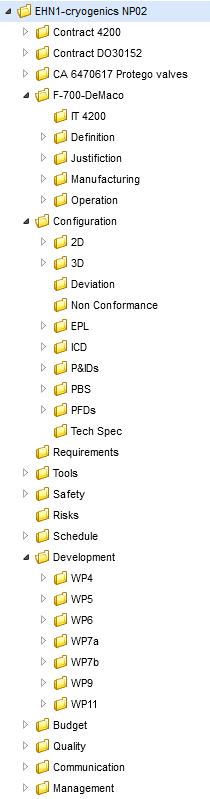 EHN1-cryogenics NP02
Contract 4200
Contract DO30152
CA 6470617 Protego valves
F-700-DeMaco
IT 4200
Definition
Justifiction
Manufacturing
Operation
Configuration
2D
3D
Deviation
Non Conformance
EPL
ICD
P&IDs
PBS
PFDs
Tech Spec
Requirements
Tools
Safety
Risks
Schedule
Development
WP4
WP5
WP6
WP7a
WP7b
WP9
WP11
Budget
Quality
Communication
Management